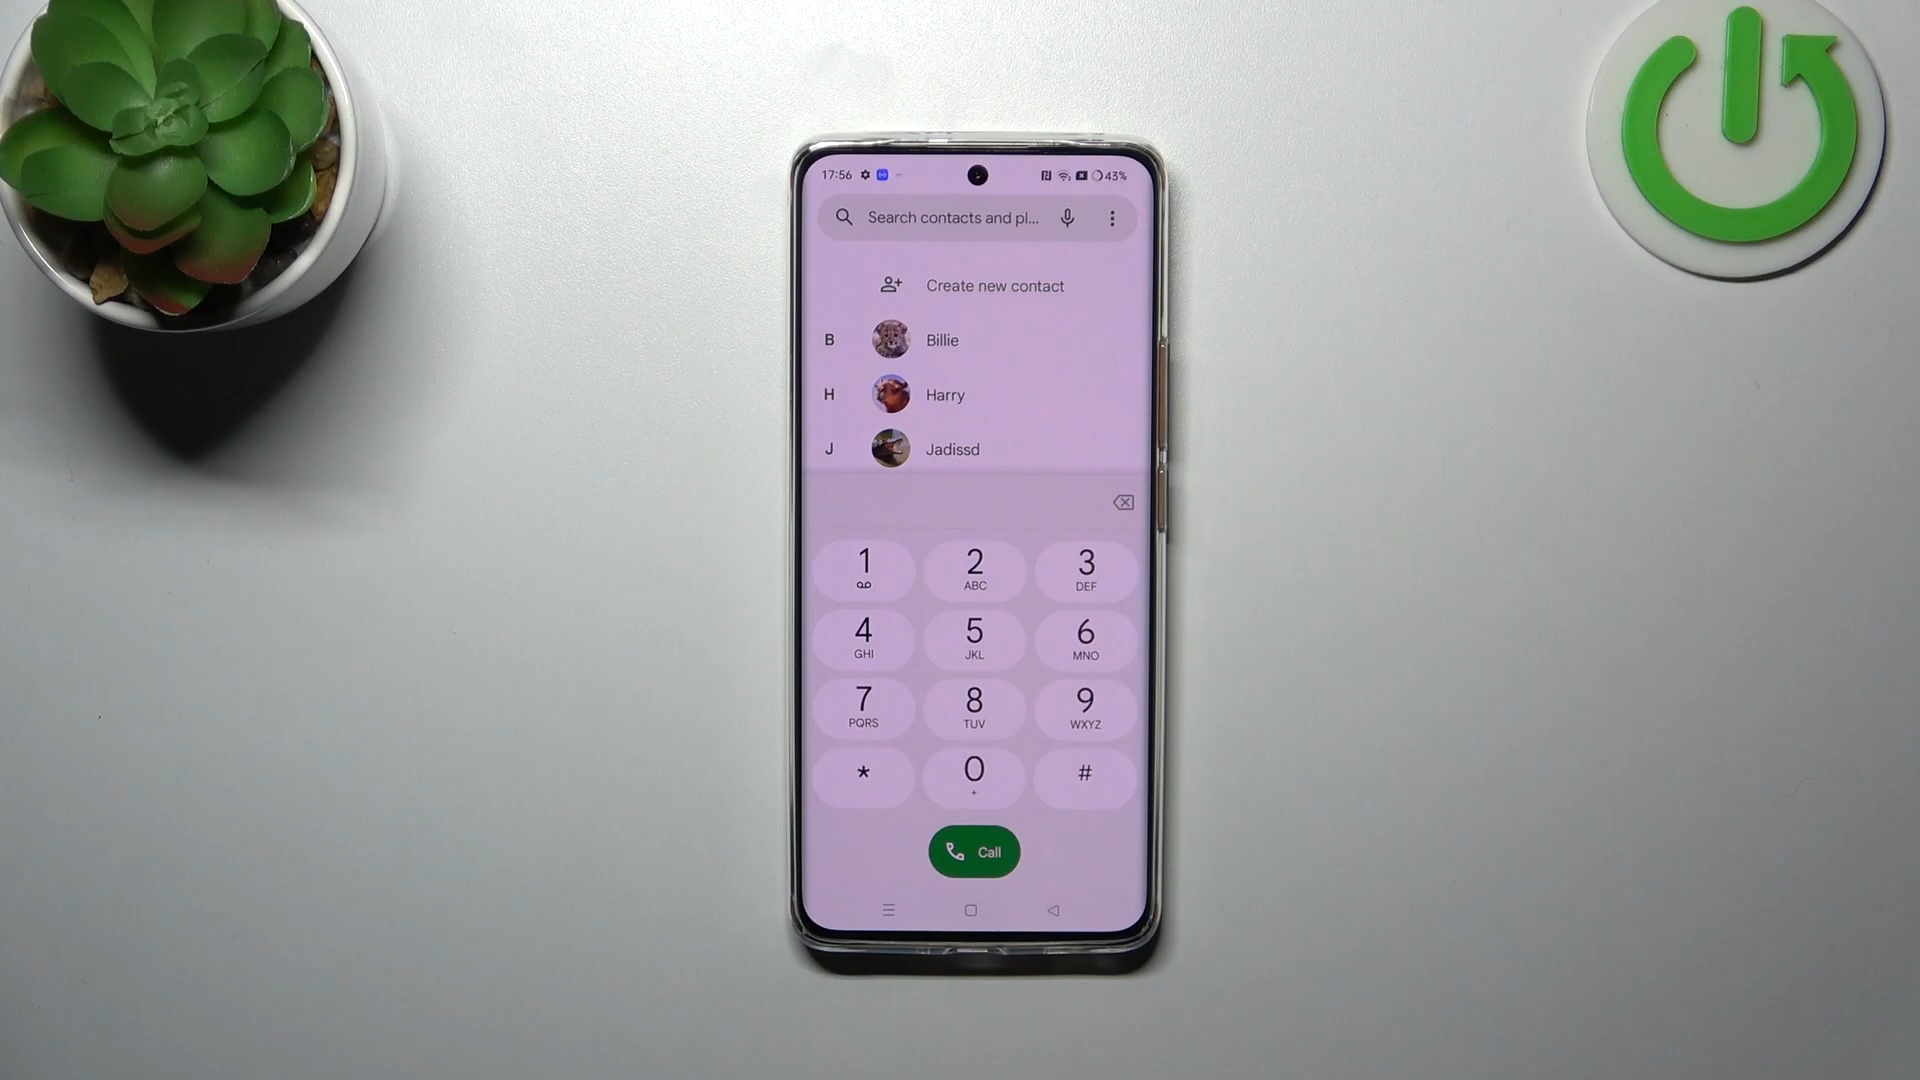 17:56 43%
Search contacts and pl...
Create new contact
B Billie
H Harry
J Jadissd
1 2 3
ABC DEF
4 5 6
GHI JKL MNO
7 8 9
PQRS TUV WXYZ
* 0 #
+
Call